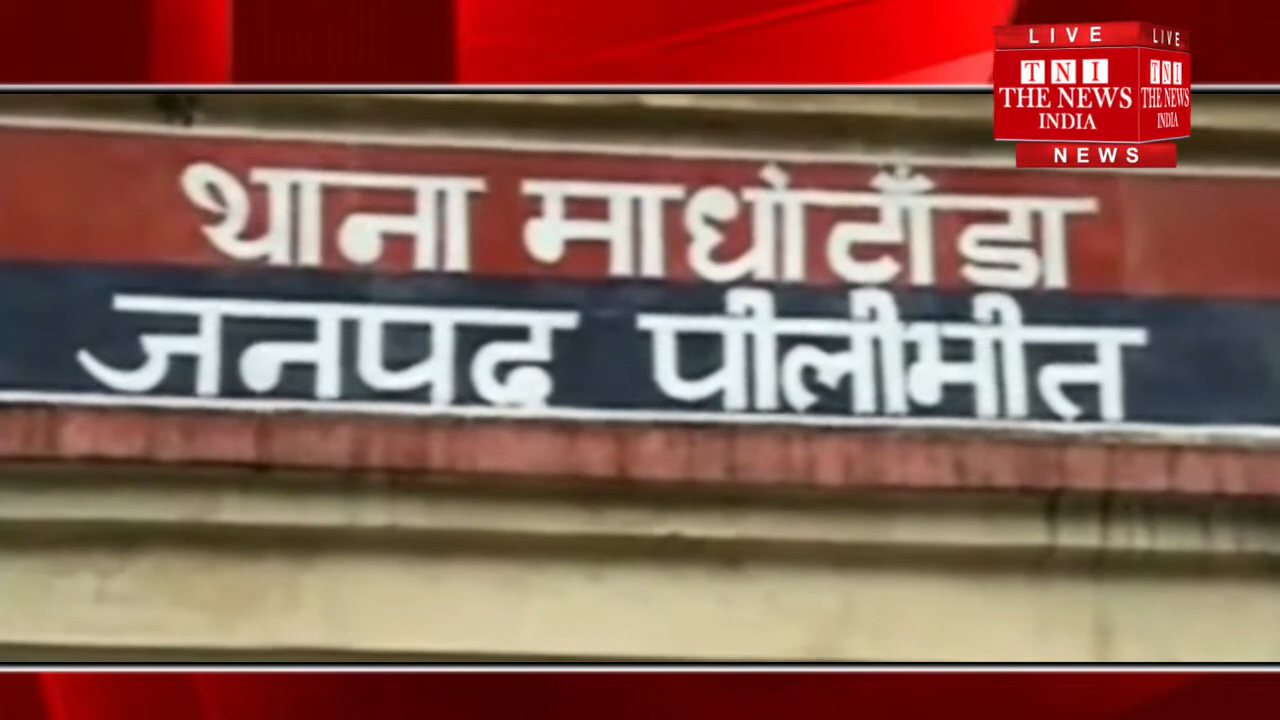 LIVE LIVE
TNI TNI
THE NEWS THE NEWS
INDIA INDIA
NEWS
थाना माधोटाँडा
जनपद पीलीभीत